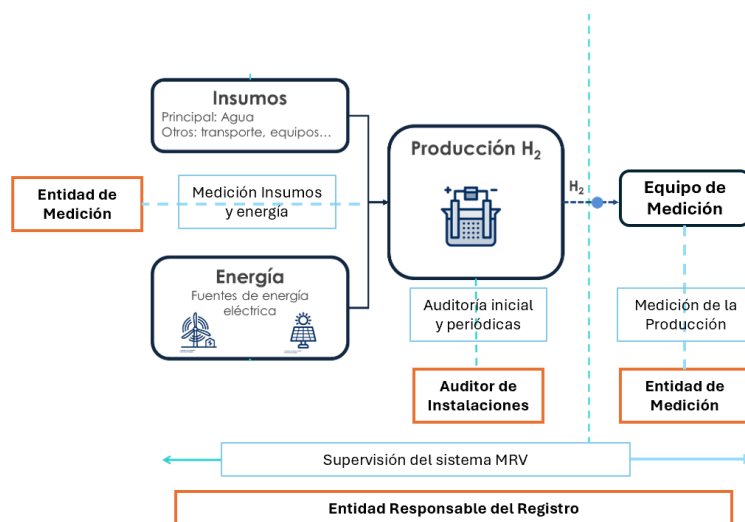 Insumos
Principal: Agua
Otros: transporte, equipos...
Entidad de
Medición
Medición Insumos
y energía
Energía
Fuentes de energía
eléctrica
Producción H₂
H₂
Equipo de
Medición
Auditoría inicial
y periódicas
Medición de la
Producción
Auditor de
Instalaciones
Entidad de
Medición
Supervisión del sistema MRV
Entidad Responsable del Registro